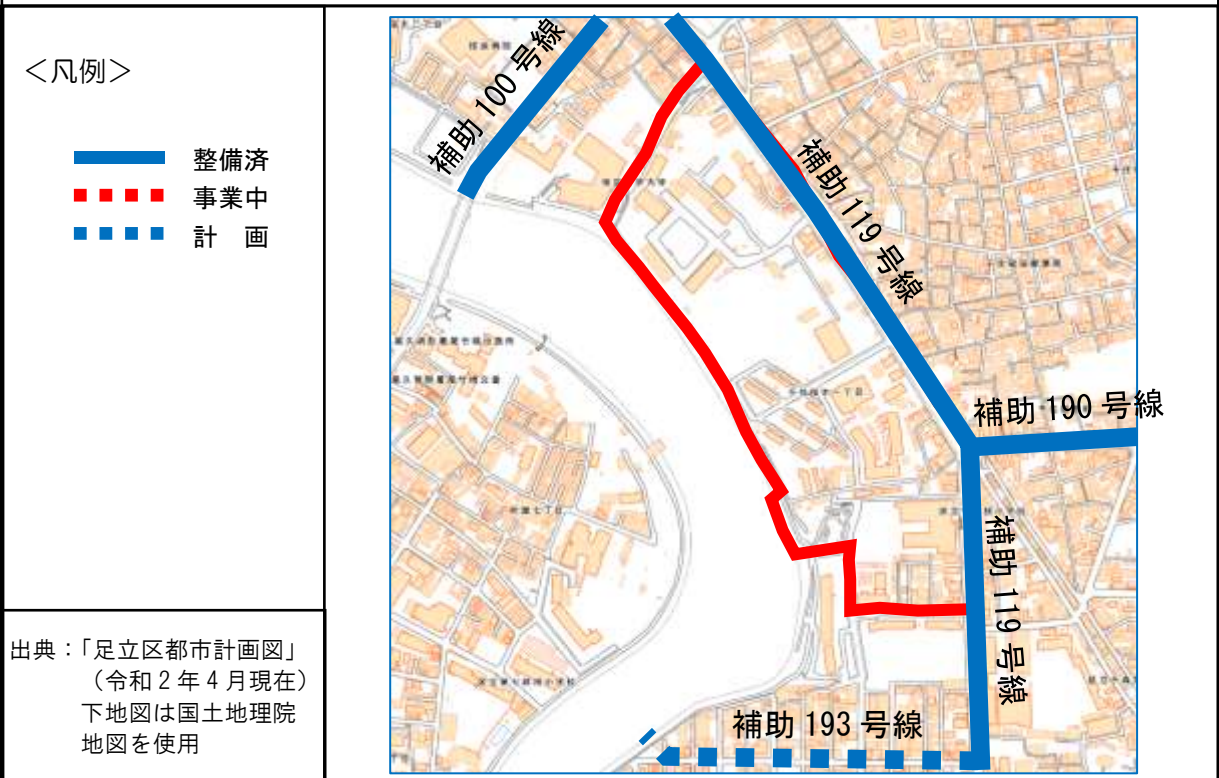 ＜凡例＞
整備済
事業中
計　画
出典：「足立区都市計画図」
（令和２年４月現在）
下地図は国土地理院
地図を使用
補助 100 号線
補助 119 号線
補助 190 号線
補助 119 号線
補助 193 号線